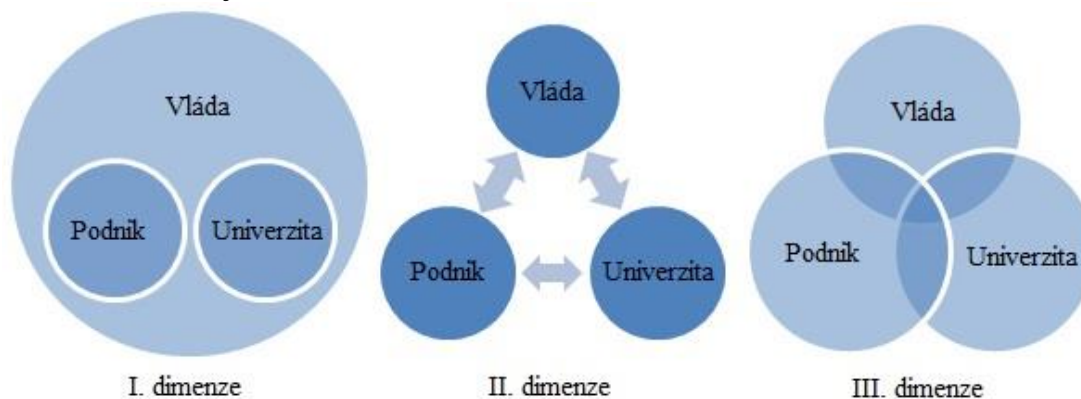 Vláda
Podnik
Univerzita
I. dimenze
Vláda
Podnik
Univerzita
II. dimenze
Vláda
Podnik
Univerzita
III. dimenze